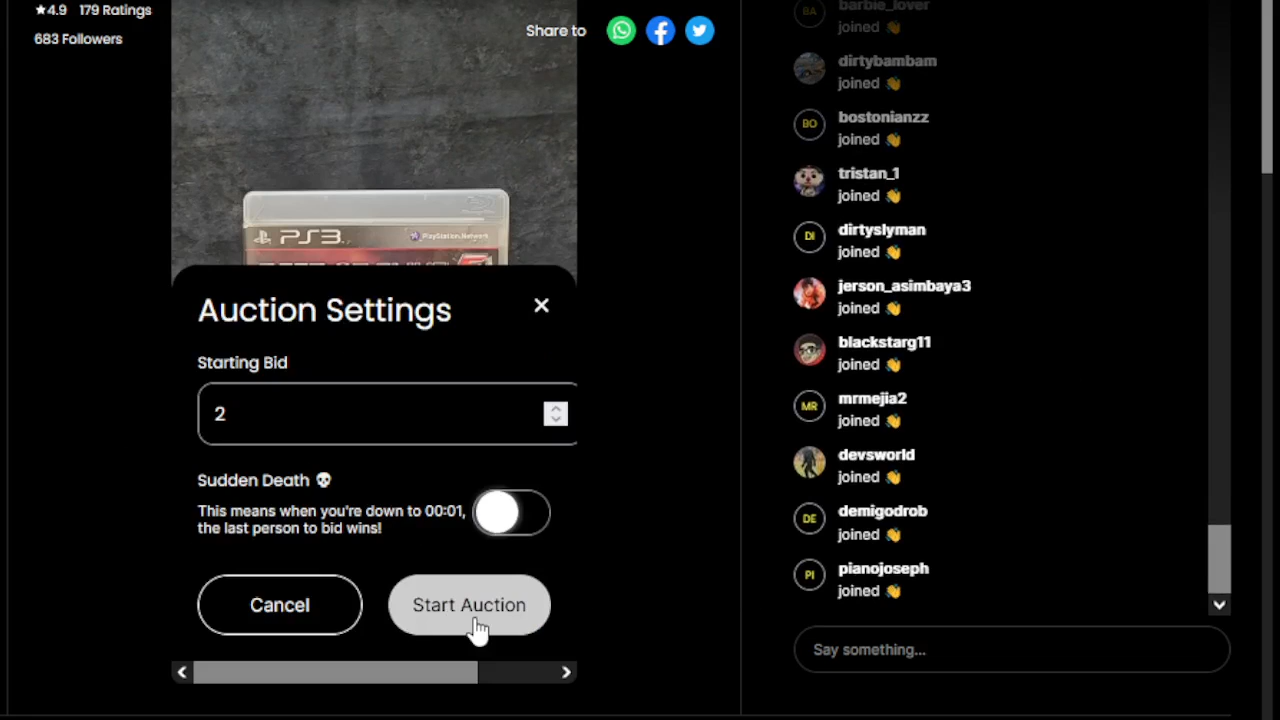 ★4.9 179 Ratings
683 Followers
Share to
PS3
PlayStation Network
Auction Settings
Starting Bid
2
Sudden Death 💀
This means when you're down to 00:01,
the last person to bid wins!
Cancel
Start Auction
BA
barbie_lover
joined 👏
dirtybambam
joined 👏
BO
bostonianzz
joined 👏
tristan_1
joined 👏
DI
dirtyslyman
joined 👏
jerson_asimbaya3
joined 👏
blackstarg11
joined 👏
MR
mrmejia2
joined 👏
devsworld
joined 👏
DE
demigodrob
joined 👏
PI
pianojoseph
joined 👏
Say something...